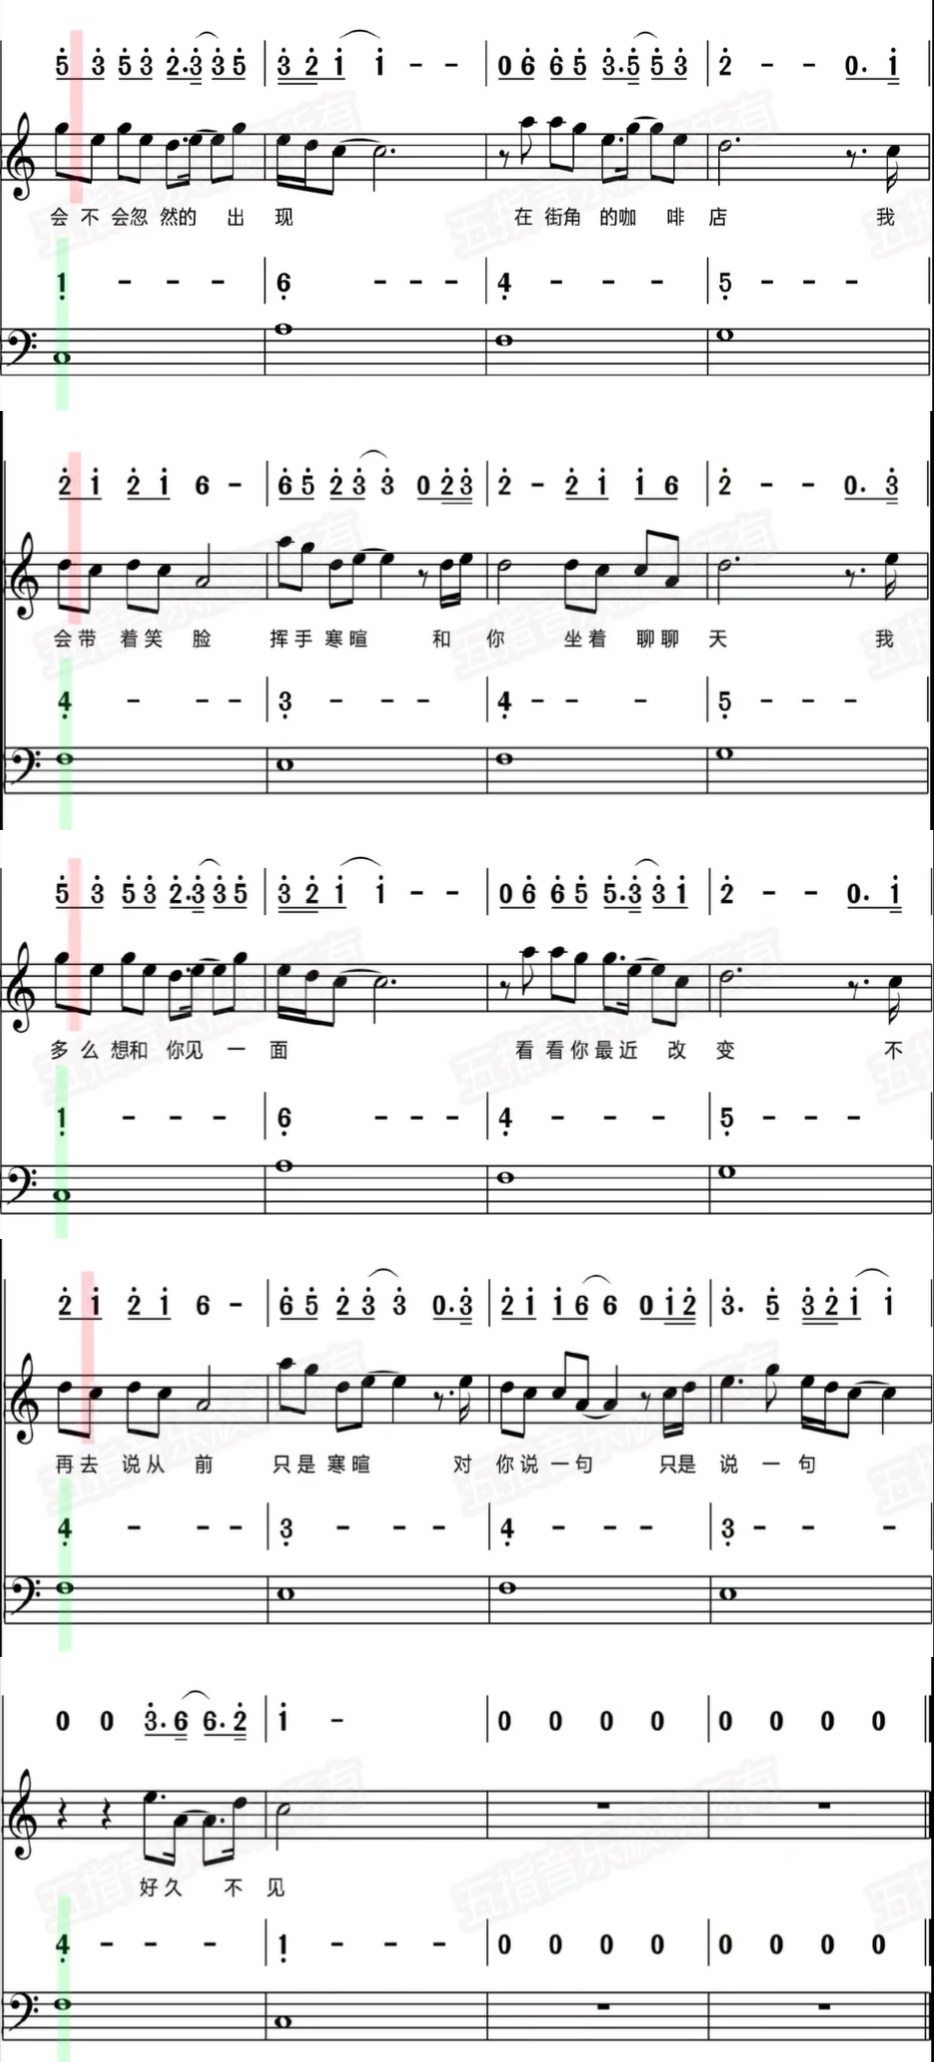 5 3 5 3 2. 3 3 5 3 2 1 1 - - 0 6 6 5 3. 5 5 3 2 - - 0. 1
会 不 会忽 然的 出 现 在 街角 的咖 啡 店 我
1 - - - 6 - - - 4 - - - 5 - - -
2 1 2 1 6 - 6 5 2 3 3 0 2 3 2 - 2 1 1 6 2 - - 0. 3
会带 着笑 脸 挥手 寒暄 和 你 坐着 聊聊 天 我
4 - - - 3 - - - 4 - - - 5 - - -
5 3 5 3 2. 3 3 5 3 2 1 1 - - 0 6 6 5 5. 3 3 1 2 - - 0. 1
多 么 想和 你见 一 面 看 看你最近 改 变 不
1 - - - 6 - - - 4 - - - 5 - - -
2 1 2 1 6 - 6 5 2 3 3 0. 3 2 1 1 6 6 0 1 2 3. 5 3 2 1 1
再去 说从 前 只是 寒暄 对 你说 一句 只是 说 一 句
4 - - - 3 - - - 4 - - - 3 - - -
0 0 3. 6 6. 2 1 - 0 0 0 0 0 0 0 0
好久 不 见
4 - - - 1 - - - 0 0 0 0 0 0 0 0